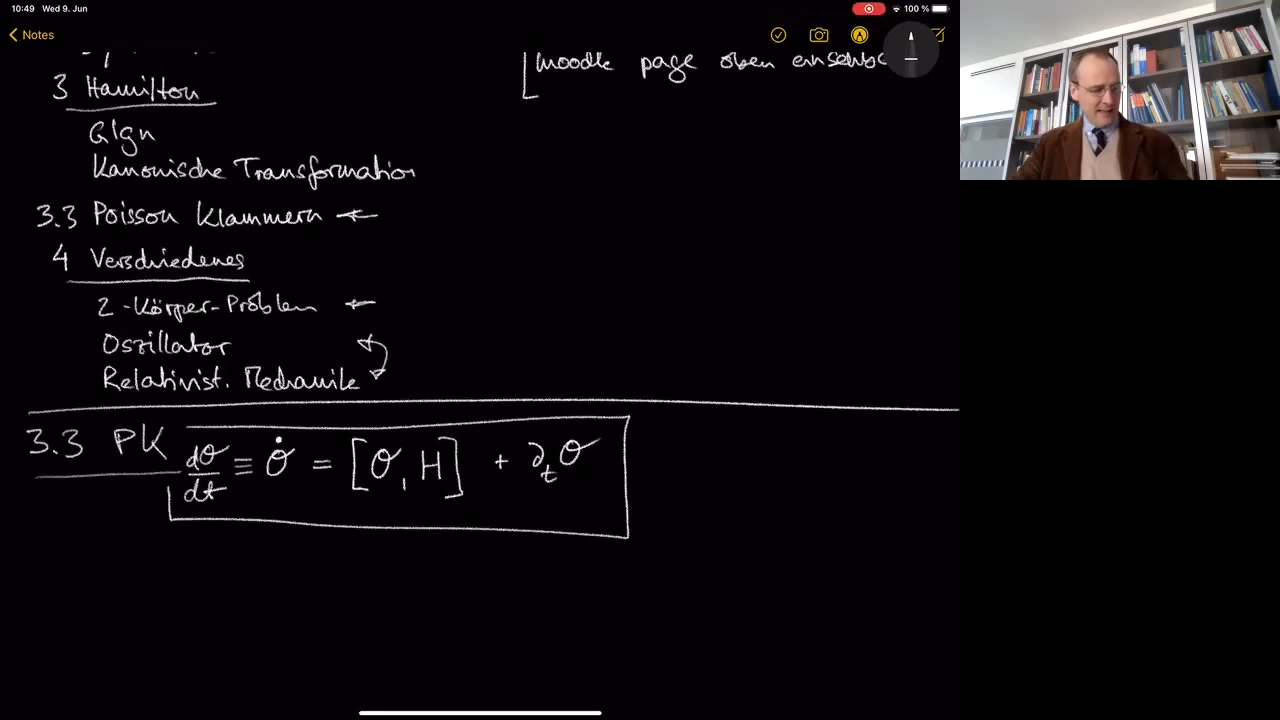 10:49 Wed 9. Jun
100 %
Notes
moodle page oben
3 Hamilton
Glgn
Kanonische Transformation
3.3 Poisson Klammern ←
4 Verschiedenes
2-Körper-Problem ←
Oszillator
Relativist. Mechanik
3.3 PK dO/dt ≡ Ȯ = [O, H] + ∂ₜO